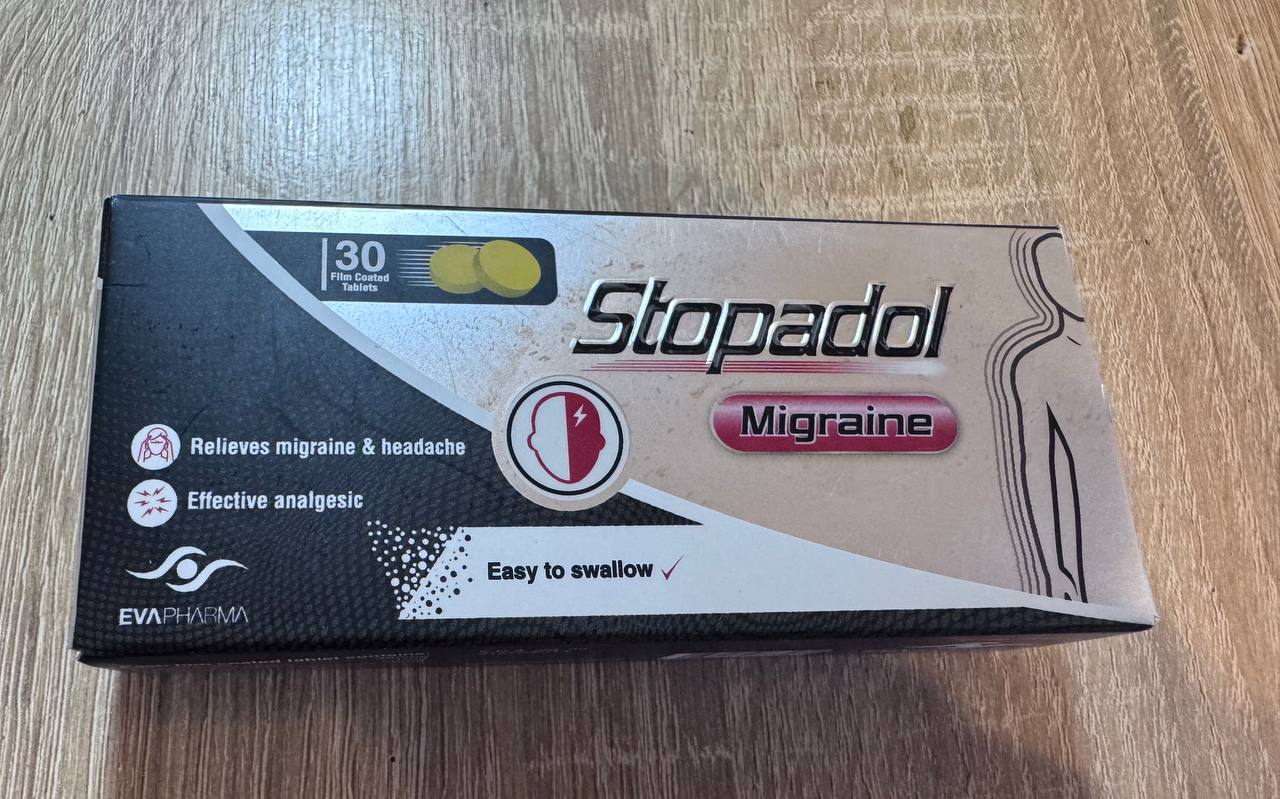 30
Film Coated
Tablets
Stopadol
Migraine
Relieves migraine & headache
Effective analgesic
Easy to swallow
EVAPHARMA